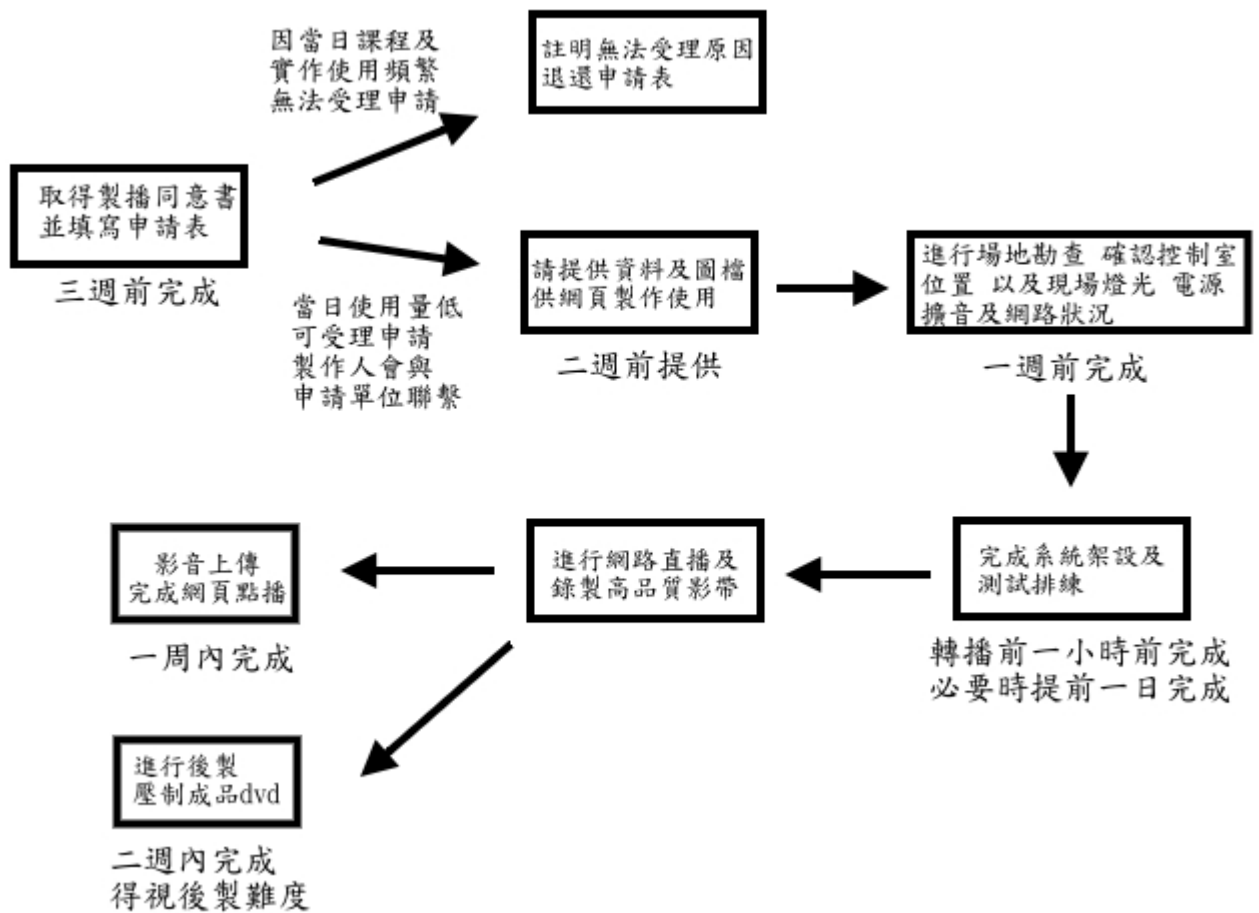 因當日課程及
實作使用頻繁
無法受理申請
註明無法受理原因
退還申請表
取得製播同意書
並填寫申請表
三週前完成
當日使用量低
可受理申請
製作人會與
申請單位聯繫
請提供資料及圖檔
供網頁製作使用
二週前提供
進行場地勘查 確認控制室
位置 以及現場燈光 電源
擴音及網路狀況
一週前完成
完成系統架設及
測試排練
轉播前一小時前完成
必要時提前一日完成
進行網路直播及
錄製高品質影帶
影音上傳
完成網頁點播
一周內完成
進行後製
壓制成品dvd
二週內完成
得視後製難度